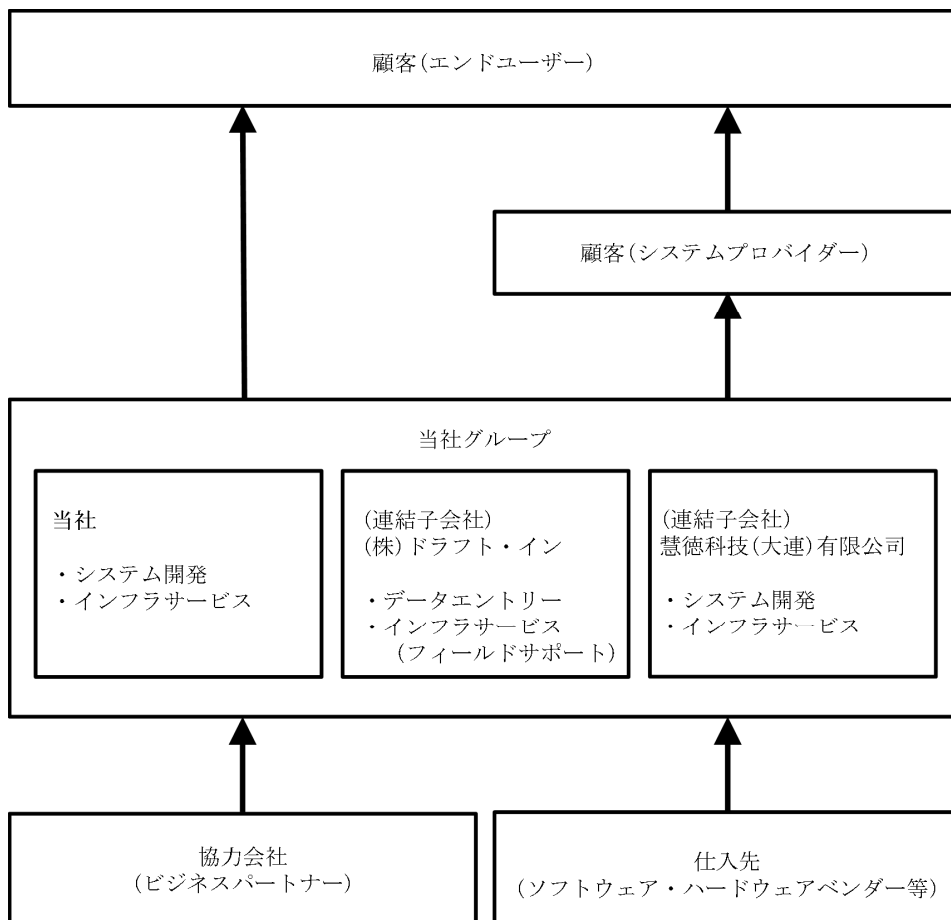 顧客(エンドユーザー)
顧客(システムプロバイダー)
当社グループ
当社
・システム開発
・インフラサービス
(連結子会社)
(株)ドラフト・イン
・データエントリー
・インフラサービス
(フィールドサポート)
(連結子会社)
慧徳科技(大連)有限公司
・システム開発
・インフラサービス
協力会社
(ビジネスパートナー)
仕入先
(ソフトウェア・ハードウェアベンダー等)